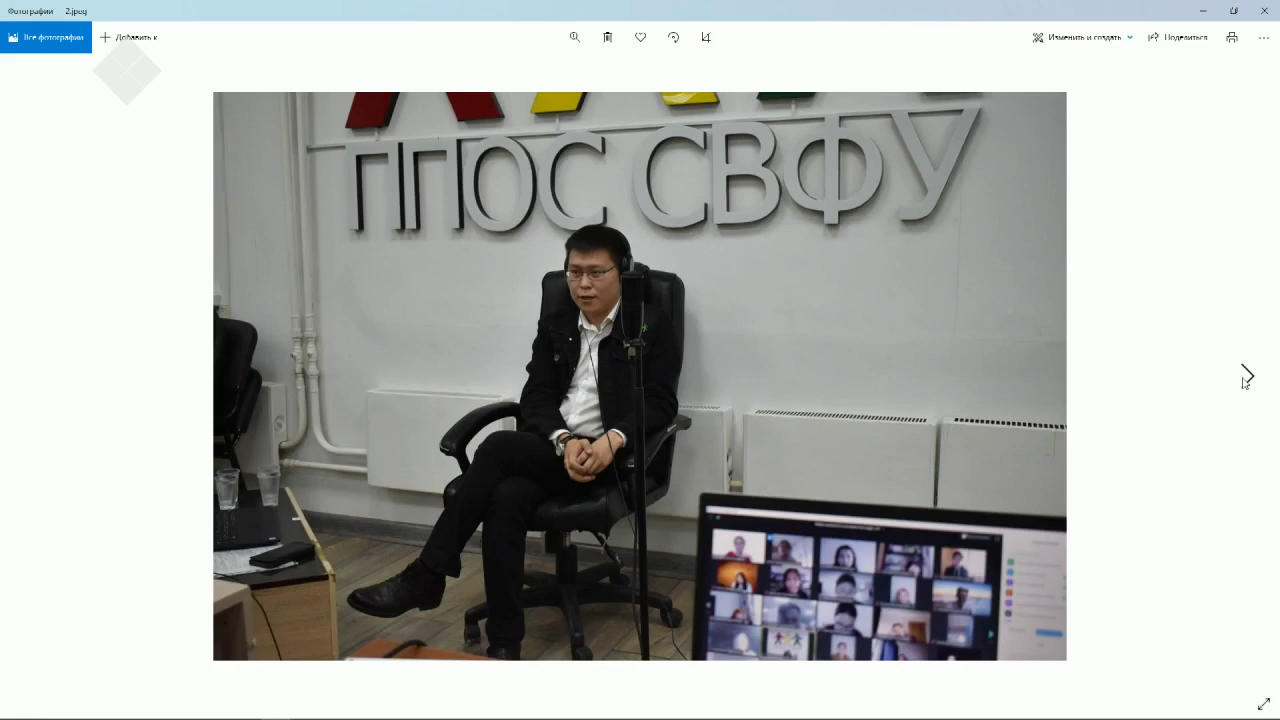 Фотографии — 2.jpeg
Все фотографии
Добавить к
Изменить и создать
Поделиться
ППОС СВФУ